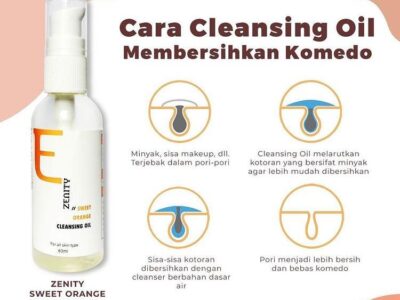 Cara Cleansing Oil
Membersihkan Komedo
E
ZENITY
// SWEET
ORANGE
CLEANSING OIL
For all skin type
60ml
ZENITY
SWEET ORANGE
Minyak, sisa makeup, dll.
Terjebak dalam pori-pori
Cleansing Oil melarutkan
kotoran yang bersifat minyak
agar lebih mudah dibersihkan
Sisa-sisa kotoran
dibersihkan dengan
cleanser berbahan dasar
air
Pori menjadi lebih bersih
dan bebas komedo